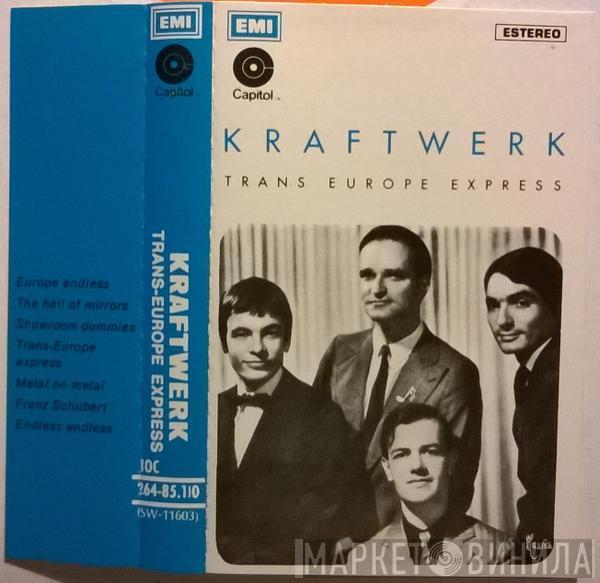 Europe endless
The hall of mirrors
Showroom dummies
Trans-Europe
express
Metal on metal
Franz Schubert
Endless endless
EMI
Capitol
KRAFTWERK
TRANS-EUROPE EXPRESS
10C
264-85.110
(SW-11603)
EMI
Capitol
ESTEREO
KRAFTWERK
TRANS EUROPE EXPRESS
МАРКЕТ ВИНИЛА